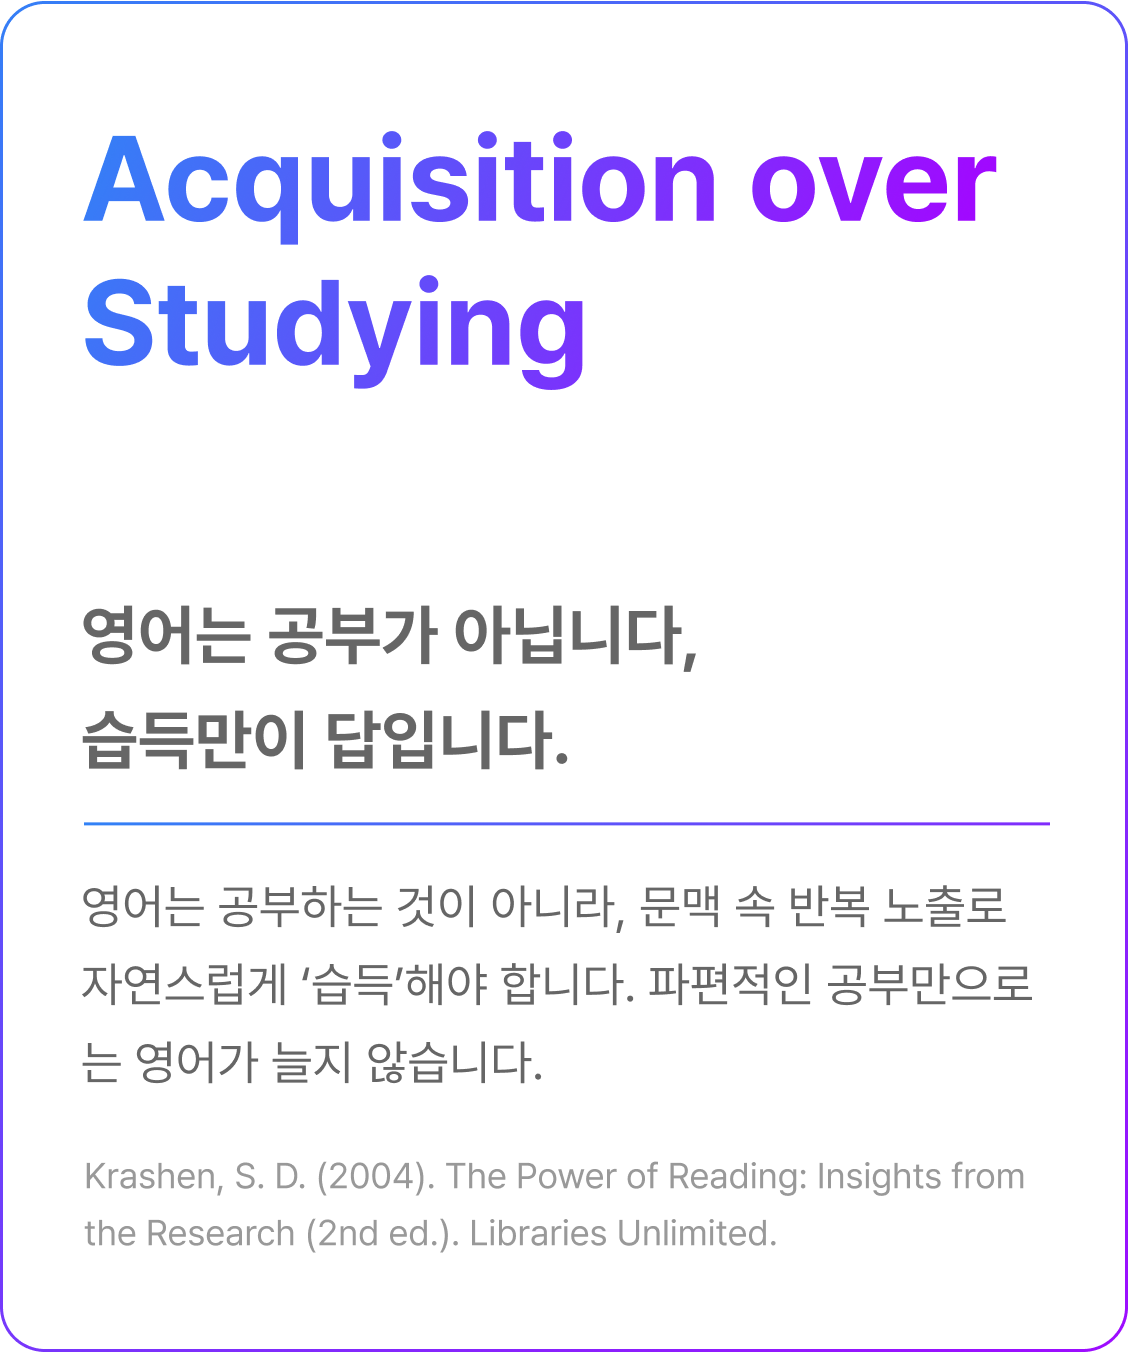 Acquisition over
Studying
영어는 공부가 아닙니다,
습득만이 답입니다.
영어는 공부하는 것이 아니라, 문맥 속 반복 노출로
자연스럽게 ‘습득’해야 합니다. 파편적인 공부만으로
는 영어가 늘지 않습니다.
Krashen, S. D. (2004). The Power of Reading: Insights from
the Research (2nd ed.). Libraries Unlimited.